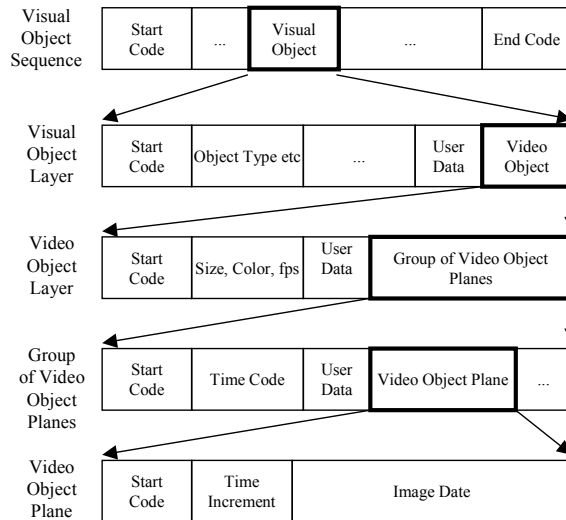 Visual
Object
Sequence
Start
Code
...
Visual
Object
...
End Code
Visual
Object
Layer
Start
Code
Object Type etc
...
User
Data
Video
Object
Video
Object
Layer
Start
Code
Size, Color, fps
User
Data
Group of Video Object
Planes
Group
of Video
Object
Planes
Start
Code
Time Code
User
Data
Video Object Plane
...
Video
Object
Plane
Start
Code
Time
Increment
Image Date